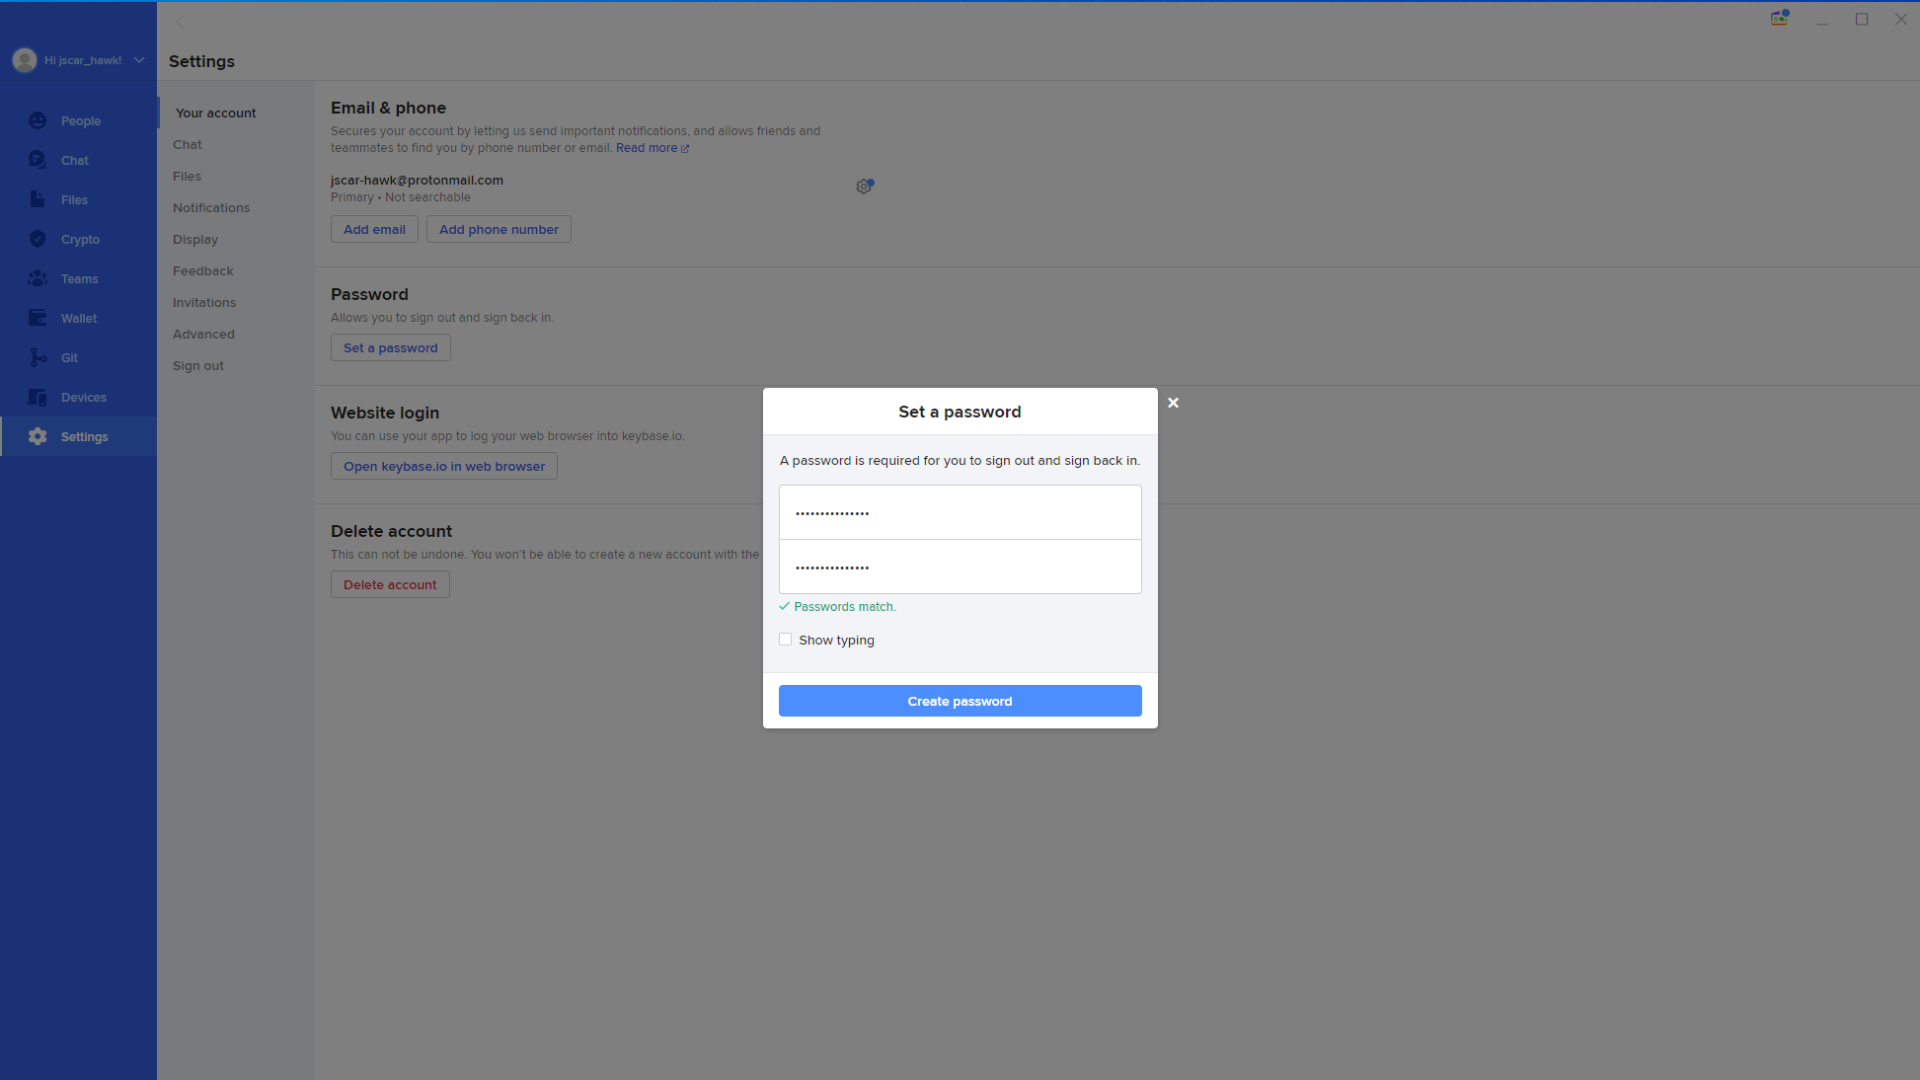 Hi jscar_hawk!
People
Chat
Files
Crypto
Teams
Wallet
Git
Devices
Settings
Settings
Your account
Chat
Files
Notifications
Display
Feedback
Invitations
Advanced
Sign out
Email & phone
Secures your account by letting us send important notifications, and allows friends and
teammates to find you by phone number or email. Read more
jscar-hawk@protonmail.com
Primary • Not searchable
Add email
Add phone number
Password
Allows you to sign out and sign back in.
Set a password
Website login
You can use your app to log your web browser into keybase.io.
Open keybase.io in web browser
Delete account
This can not be undone. You won't be able to create a new account with the
Delete account
Set a password
A password is required for you to sign out and sign back in.
•••••••••••••••
•••••••••••••••
Passwords match.
Show typing
Create password